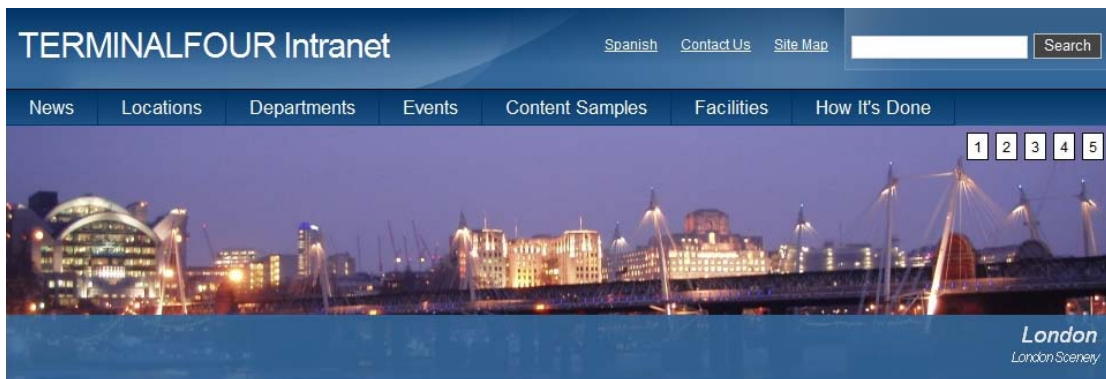 TERMINALFOUR Intranet
Spanish Contact Us Site Map Search
News Locations Departments Events Content Samples Facilities How It's Done
1 2 3 4 5
London
London Scenery